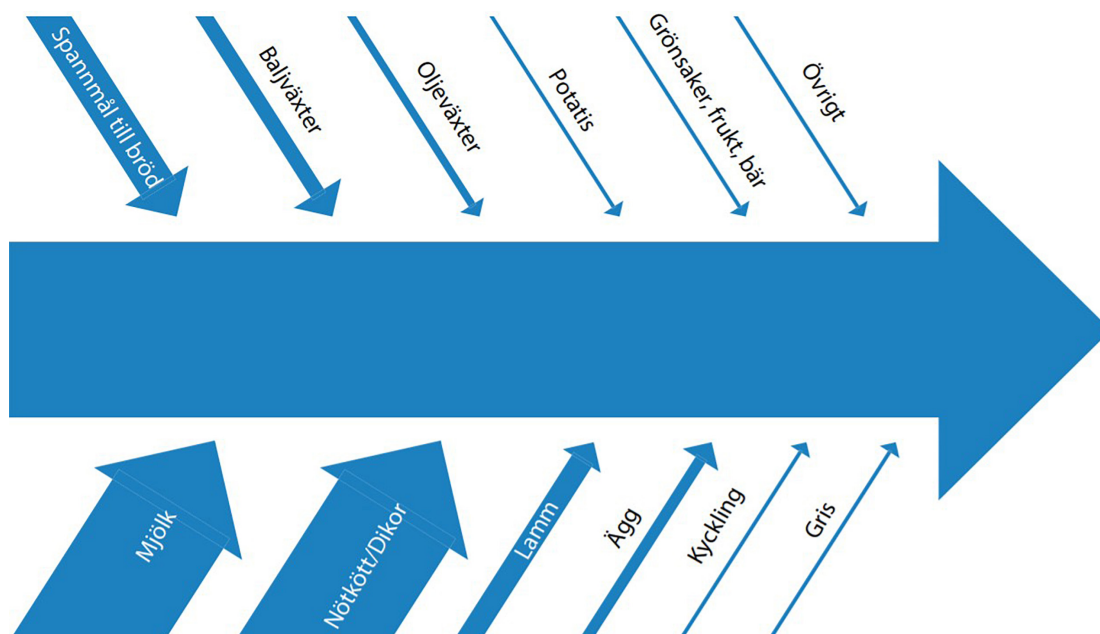 Spannmål till bröd
Baljväxter
Oljeväxter
Potatis
Grönsaker, frukt, bär
Övrigt
Mjölk
Nötkött/Dikor
Lamm
Ägg
Kyckling
Gris